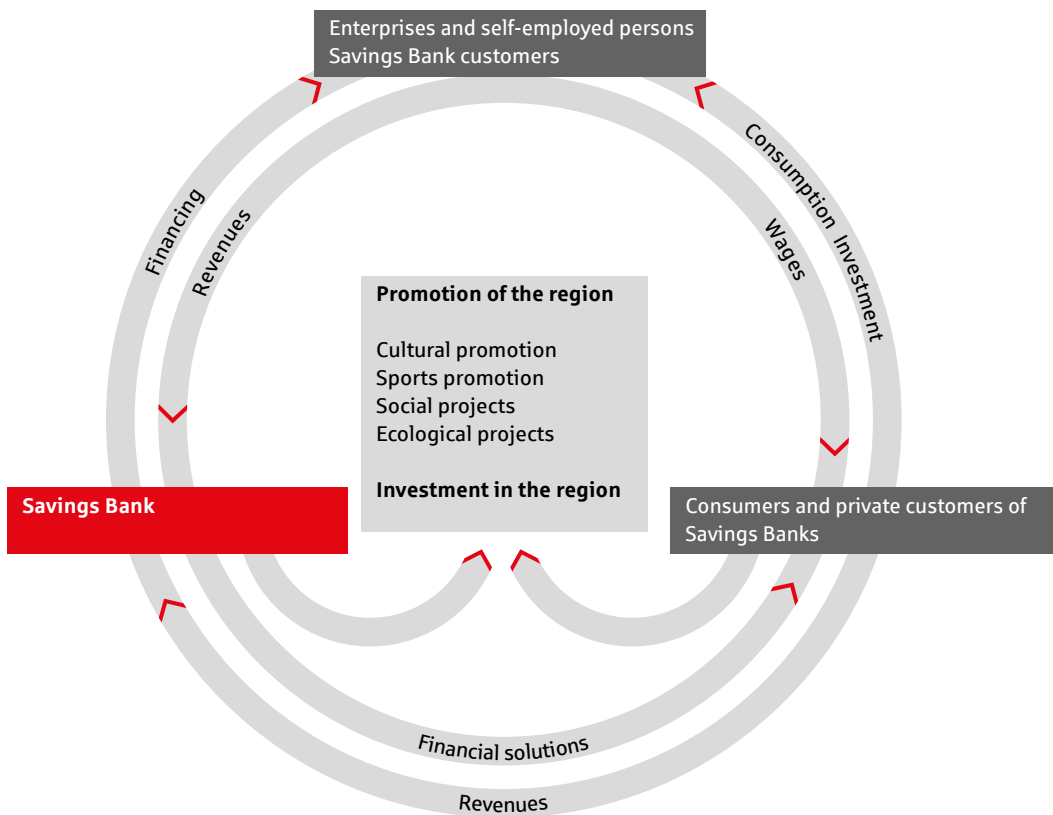 Enterprises and self-employed persons
Savings Bank customers
Financing
Revenues
Wages
Consumption Investment
Promotion of the region
Cultural promotion
Sports promotion
Social projects
Ecological projects
Investment in the region
Savings Bank
Consumers and private customers of
Savings Banks
Financial solutions
Revenues